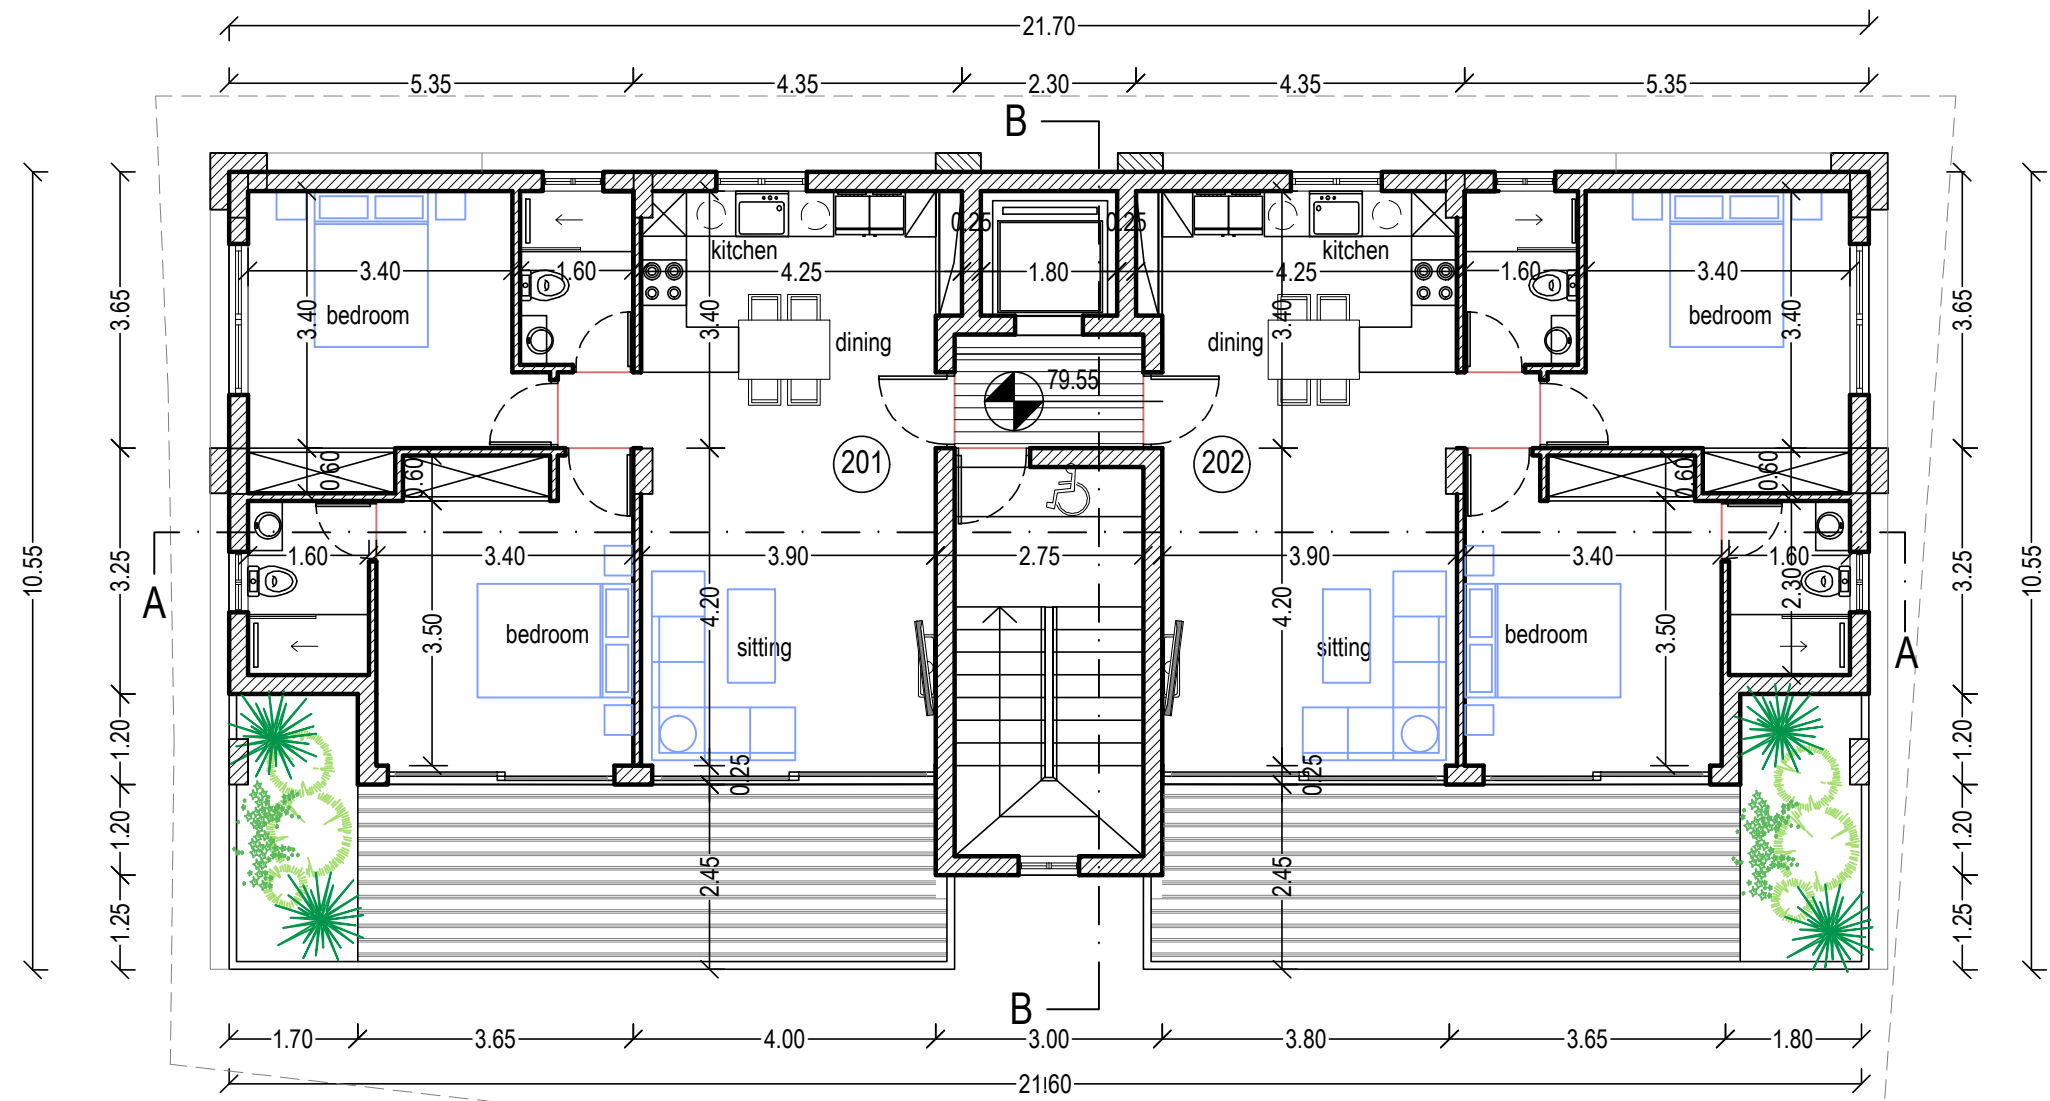 21.70
5.35 4.35 2.30 4.35 5.35
B
0.25 0.25
kitchen kitchen
3.40 1.60 4.25 1.80 4.25 1.60 3.40
bedroom 3.40 3.40 3.40 bedroom 3.40
dining dining
3.65 3.65
79.55
201 202
0.60 0.60 0.60 0.60
1.60 3.40 3.90 2.75 3.90 3.40 1.60
10.55 3.25 3.25 10.55
A A
4.20 4.20 2.30
bedroom sitting sitting bedroom
3.50 3.50
1.20 1.20
0.25 0.25
1.20 1.20
2.45 2.45
1.25 1.25
B
1.70 3.65 4.00 3.00 3.80 3.65 1.80
21.60